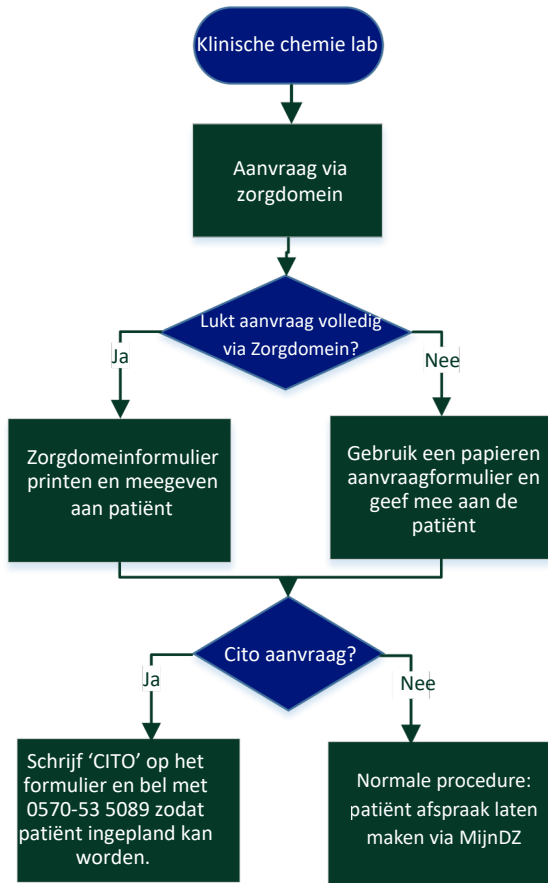 Klinische chemie lab
Aanvraag via
zorgdomein
Lukt aanvraag volledig
via Zorgdomein?
Ja
Nee
Zorgdomeinformulier
printen en meegeven
aan patiënt
Gebruik een papieren
aanvraagformulier en
geef mee aan de
patiënt
Cito aanvraag?
Ja
Nee
Schrijf ‘CITO’ op het
formulier en bel met
0570-53 5089 zodat
patiënt ingepland kan
worden.
Normale procedure:
patiënt afspraak laten
maken via MijnDZ